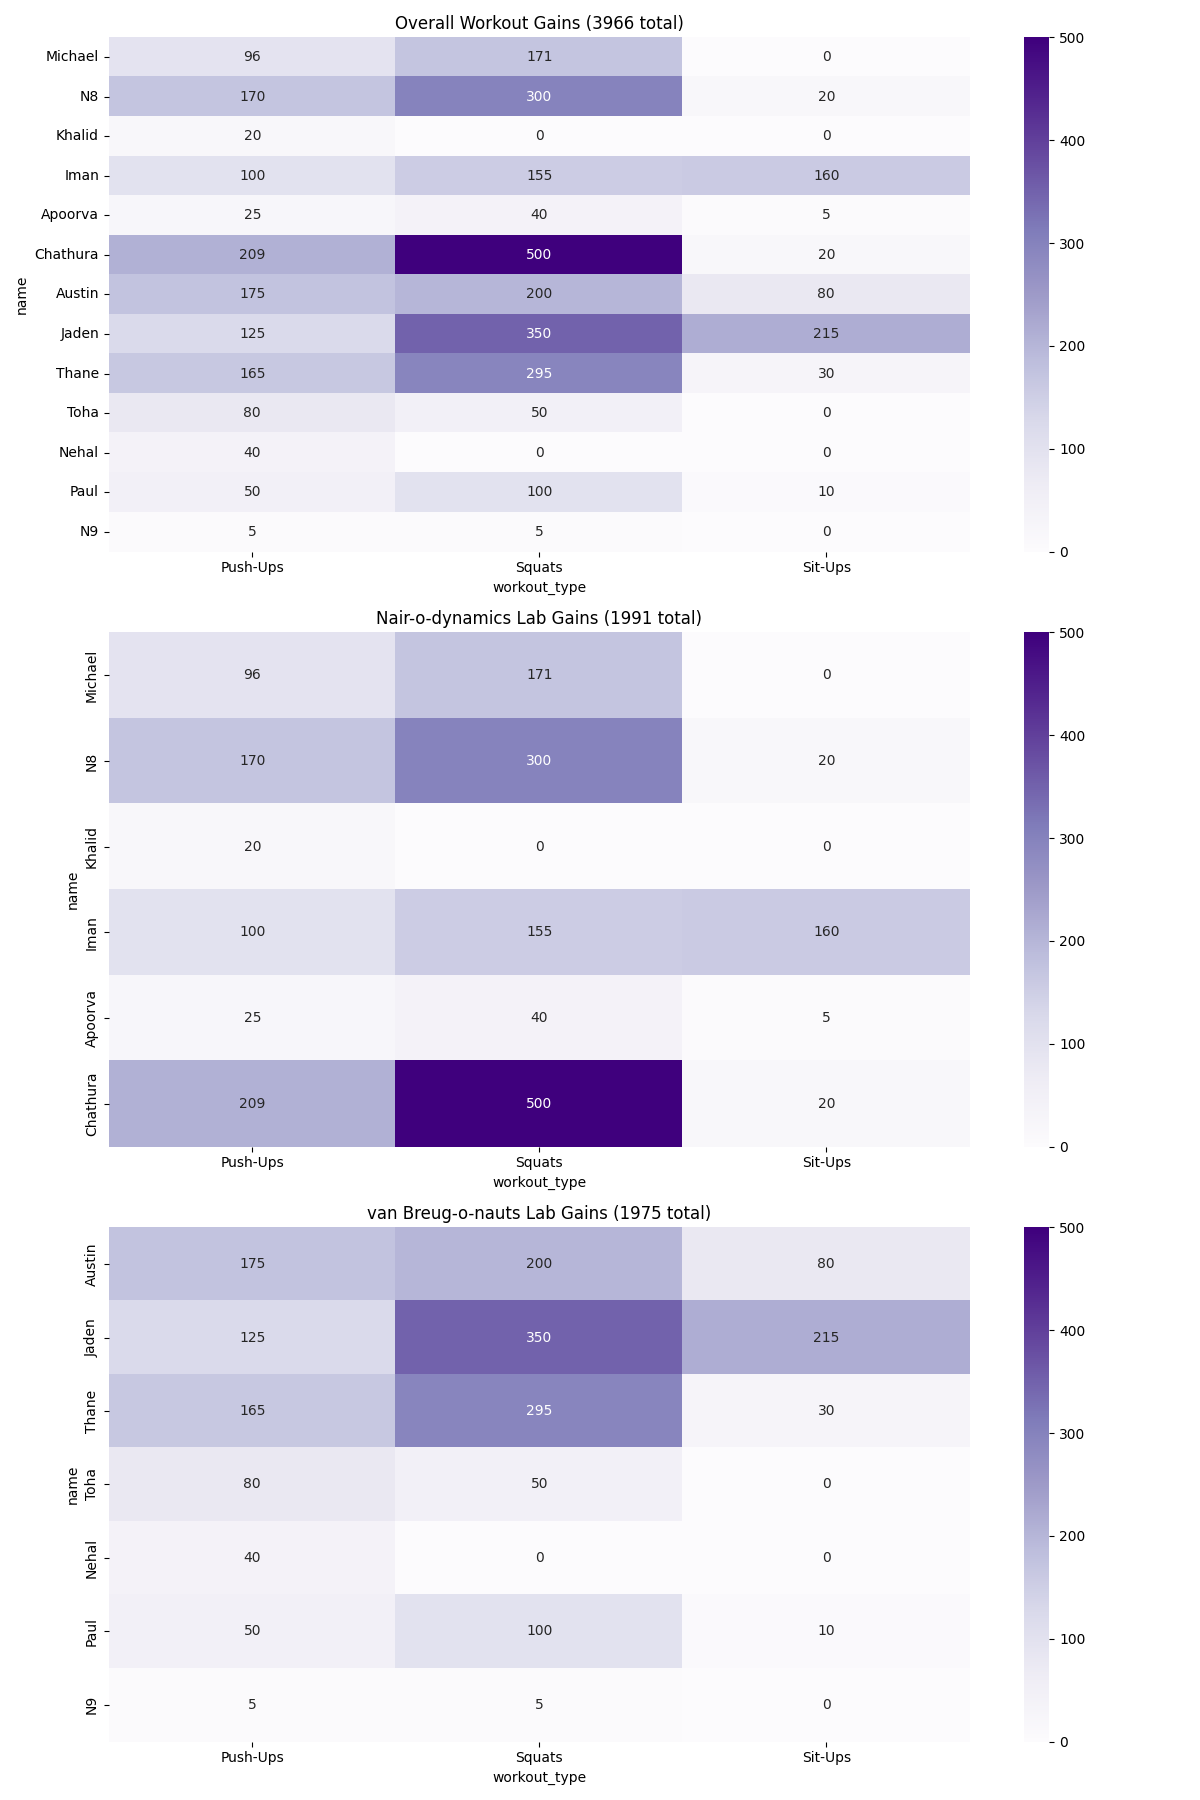 Overall Workout Gains (3966 total)
Michael 96 171 0
N8 170 300 20
Khalid 20 0 0
Iman 100 155 160
Apoorva 25 40 5
Chathura 209 500 20
Austin 175 200 80
Jaden 125 350 215
Thane 165 295 30
Toha 80 50 0
Nehal 40 0 0
Paul 50 100 10
N9 5 5 0
name
Push-Ups Squats Sit-Ups
workout_type
500
400
300
200
100
0
Nair-o-dynamics Lab Gains (1991 total)
Michael 96 171 0
N8 170 300 20
Khalid 20 0 0
Iman 100 155 160
Apoorva 25 40 5
Chathura 209 500 20
name
Push-Ups Squats Sit-Ups
workout_type
500
400
300
200
100
0
van Breug-o-nauts Lab Gains (1975 total)
Austin 175 200 80
Jaden 125 350 215
Thane 165 295 30
Toha 80 50 0
Nehal 40 0 0
Paul 50 100 10
N9 5 5 0
name
Push-Ups Squats Sit-Ups
workout_type
500
400
300
200
100
0